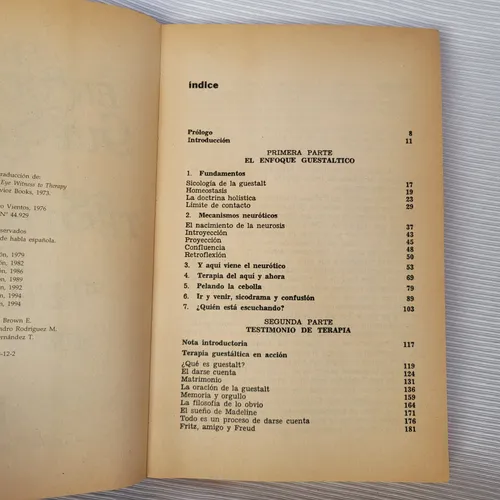 raducción de:
Eye Witness to Therapy
vice Books, 1973.
o Vientos, 1976
N° 44.929
servados
de habla española.
ón, 1979
ón, 1982
ón, 1986
ón, 1989
ón, 1992
n, 1994
n, 1994
Brown E.
ndro Rodríguez M.
rnández T.
-12-2
índice
Prólogo 8
Introducción 11
PRIMERA PARTE
EL ENFOQUE GUESTALTICO
1. Fundamentos
Sicología de la guestalt 17
Homeostasis 19
La doctrina holística 23
Límite de contacto 29
2. Mecanismos neuróticos
El nacimiento de la neurosis 37
Introyección 43
Proyección 45
Confluencia 48
Retroflexión 50
3. Y aquí viene el neurótico 53
4. Terapia del aquí y ahora 69
5. Pelando la cebolla 79
6. Ir y venir, sicodrama y confusión 89
7. ¿Quién está escuchando? 103
SEGUNDA PARTE
TESTIMONIO DE TERAPIA
Nota introductoria 117
Terapia guestáltica en acción
¿Qué es guestalt? 119
El darse cuenta 124
Matrimonio 131
La oración de la guestalt 136
Memoria y orgullo 159
La filosofía de lo obvio 164
El sueño de Madeline 171
Todo es un proceso de darse cuenta 176
Fritz, amigo y Freud 181